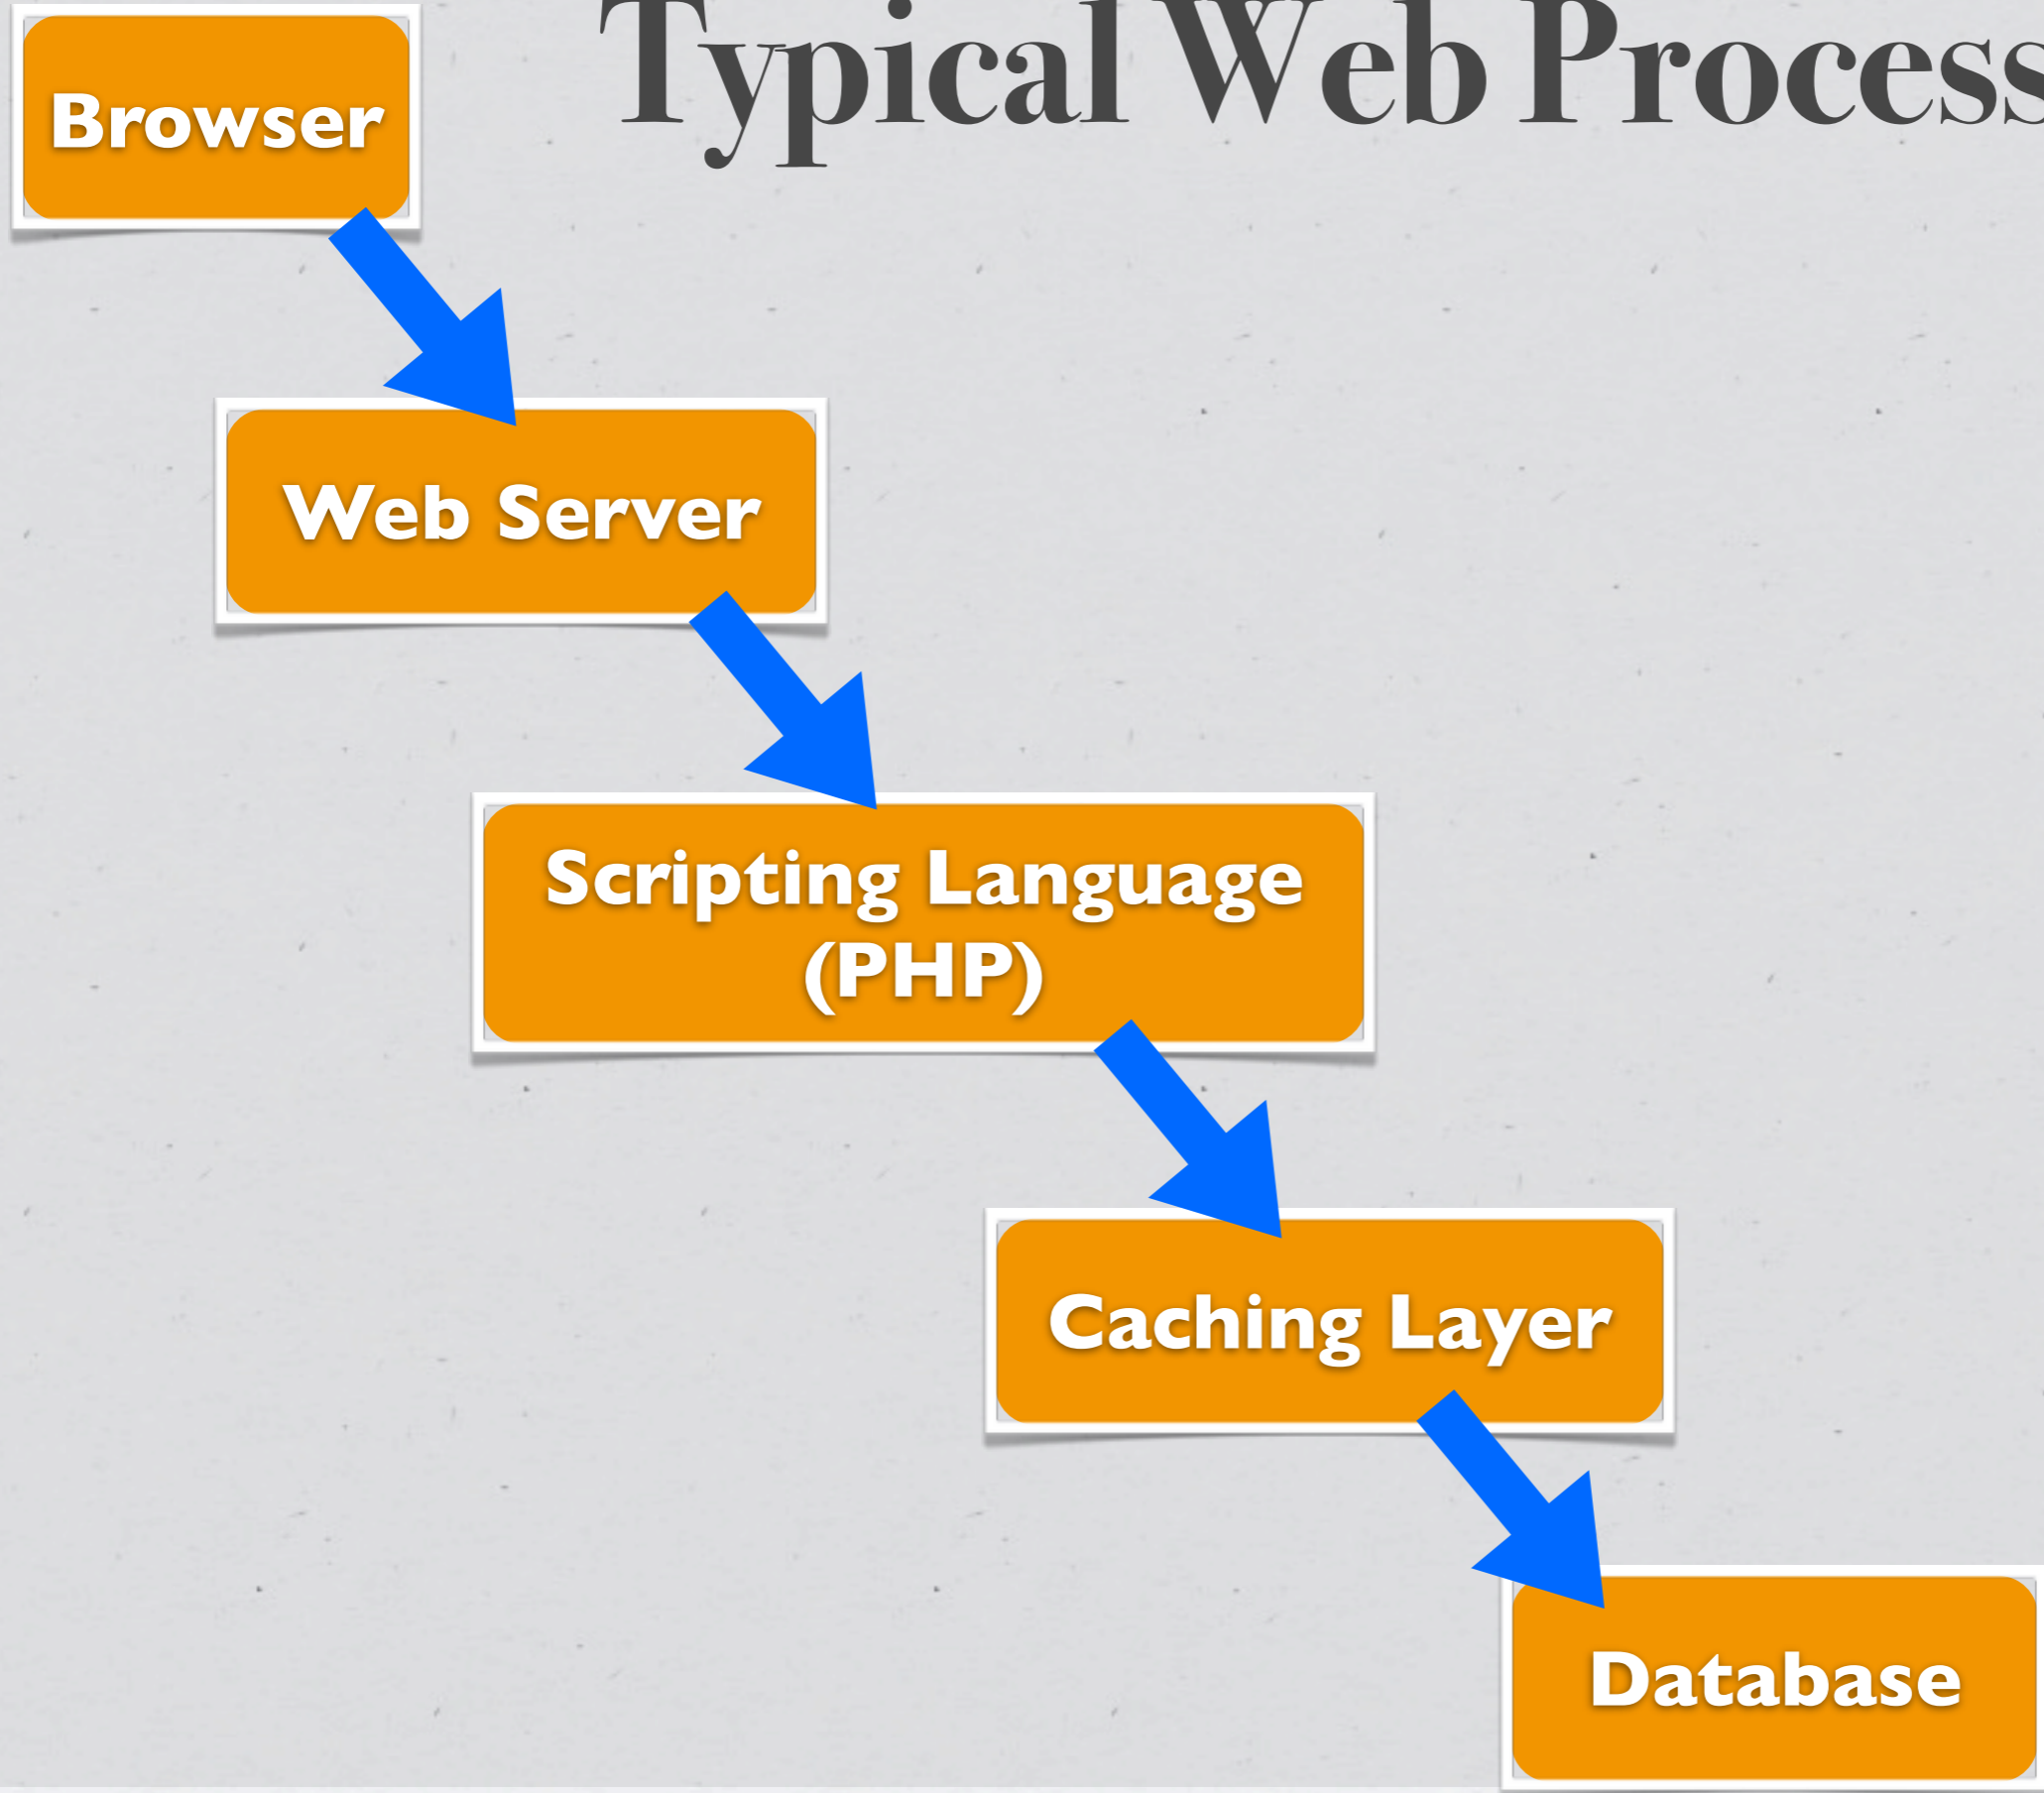 Typical Web Process
Browser
Web Server
Scripting Language
(PHP)
Caching Layer
Database